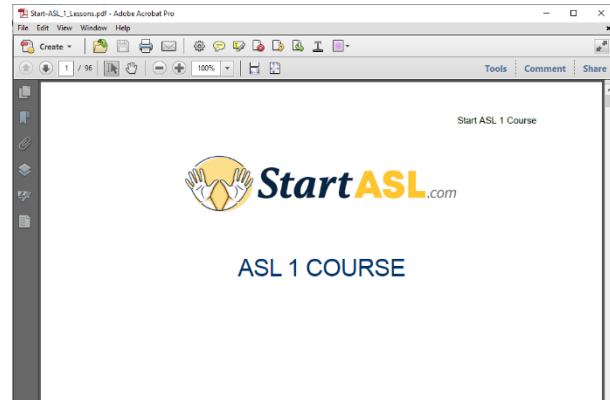 Start-ASL_1_Lessons.pdf - Adobe Acrobat Pro
File Edit View Window Help
Create
1 / 96 100% Tools Comment Share
Start ASL 1 Course
StartASL.com
ASL 1 COURSE